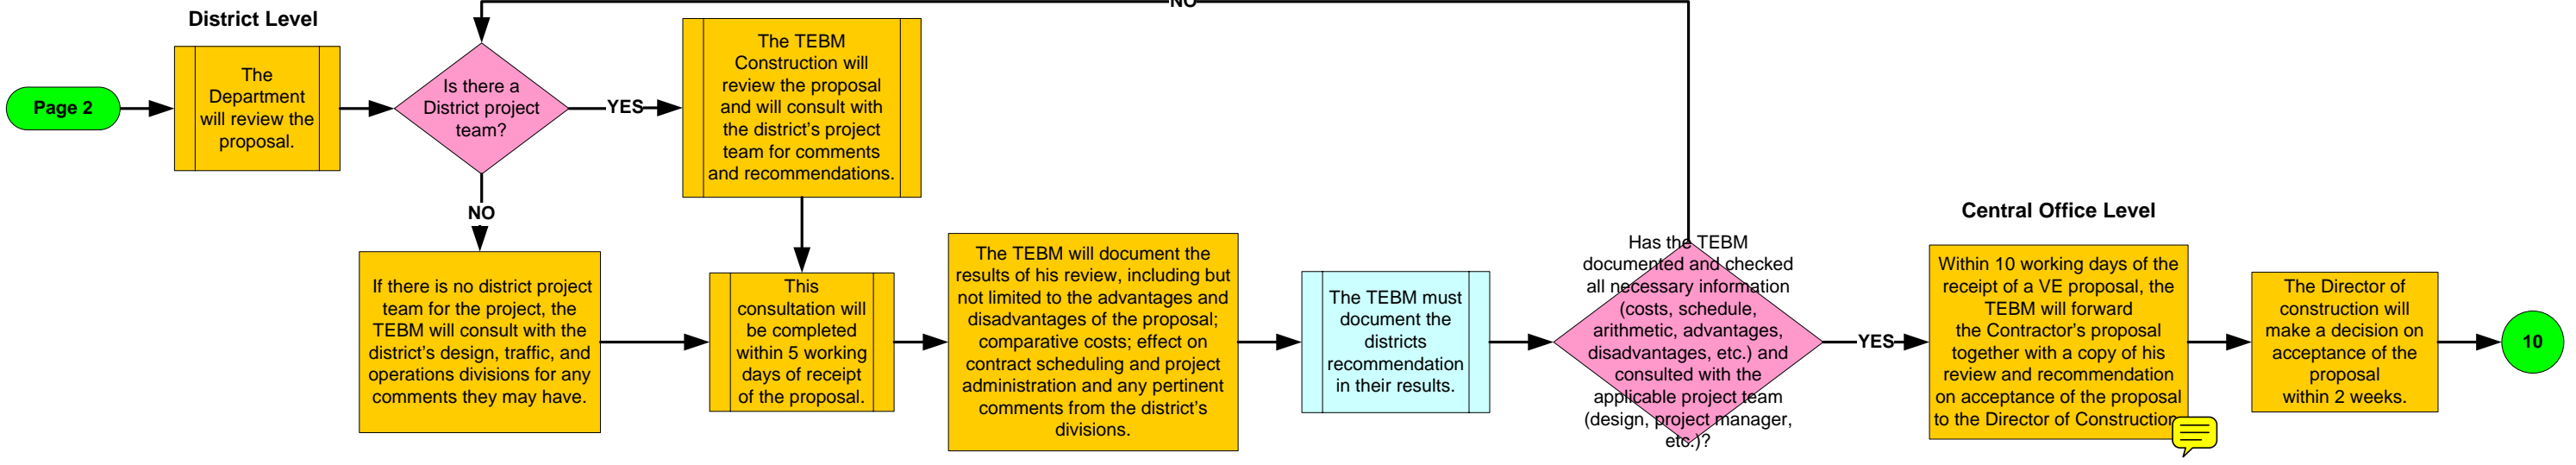 District Level
Page 2
The
Department
will review the
proposal.
Is there a
District project
team?
YES
NO
The TEBM
Construction will
review the proposal
and will consult with
the district's project
team for comments
and recommendations.
NO
If there is no district project
team for the project, the
TEBM will consult with the
district's design, traffic, and
operations divisions for any
comments they may have.
This
consultation will
be completed
within 5 working
days of receipt
of the proposal.
The TEBM will document the
results of his review, including but
not limited to the advantages and
disadvantages of the proposal;
comparative costs; effect on
contract scheduling and project
administration and any pertinent
comments from the district's
divisions.
The TEBM must
document the
districts
recommendation
in their results.
Has the TEBM
documented and checked
all necessary information
(costs, schedule,
arithmetic, advantages,
disadvantages, etc.) and
consulted with the
applicable project team
(design, project manager,
etc.)?
YES
Central Office Level
Within 10 working days of the
receipt of a VE proposal, the
TEBM will forward
the Contractor's proposal
together with a copy of his
review and recommendation
on acceptance of the proposal
to the Director of Construction
The Director of
construction will
make a decision on
acceptance of the
proposal
within 2 weeks.
10